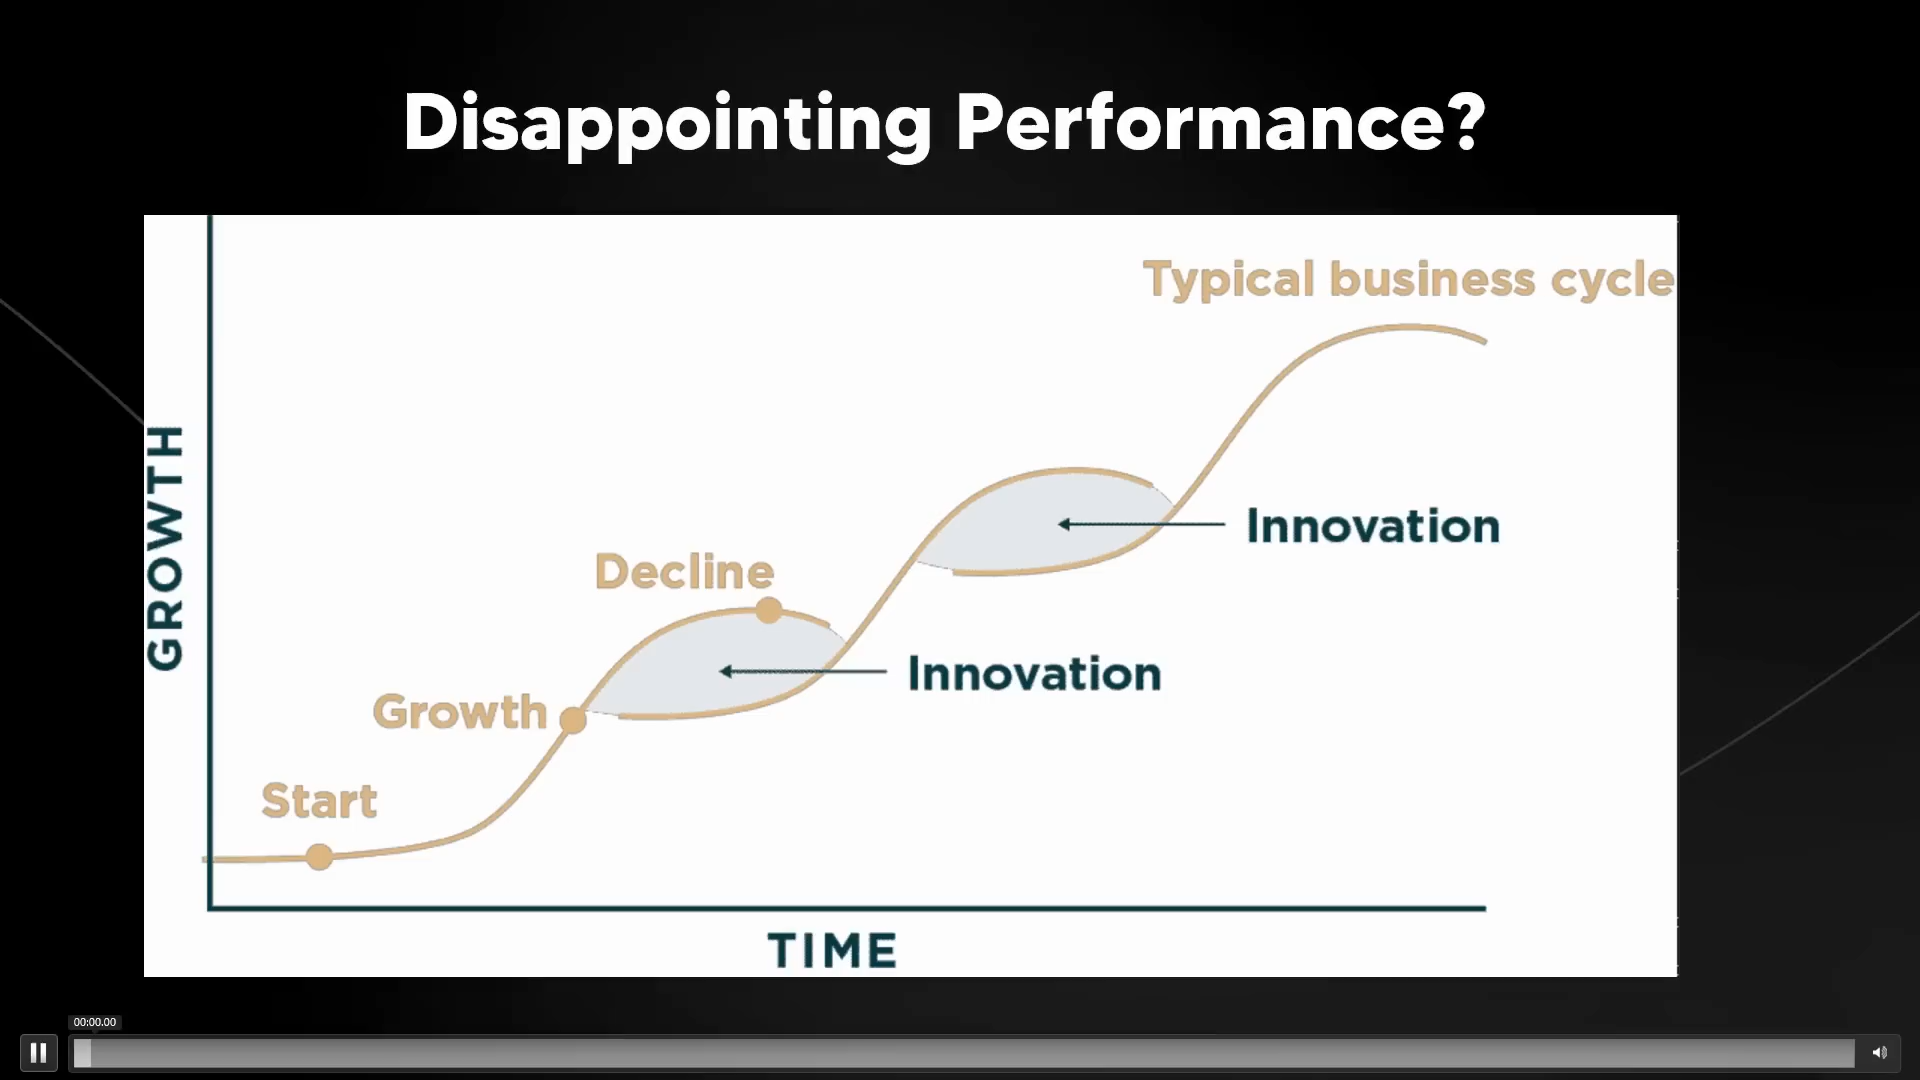 Disappointing Performance?
Typical business cycle
Innovation
Decline
Innovation
Growth
Start
GROWTH
TIME
00:00.00